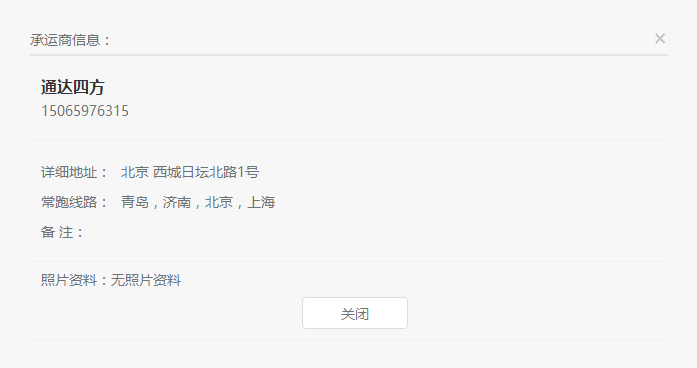 承运商信息：
×
通达四方
15065976315
详细地址： 北京 西城日坛北路1号
常跑线路： 青岛，济南，北京，上海
备 注：
照片资料：无照片资料
关闭